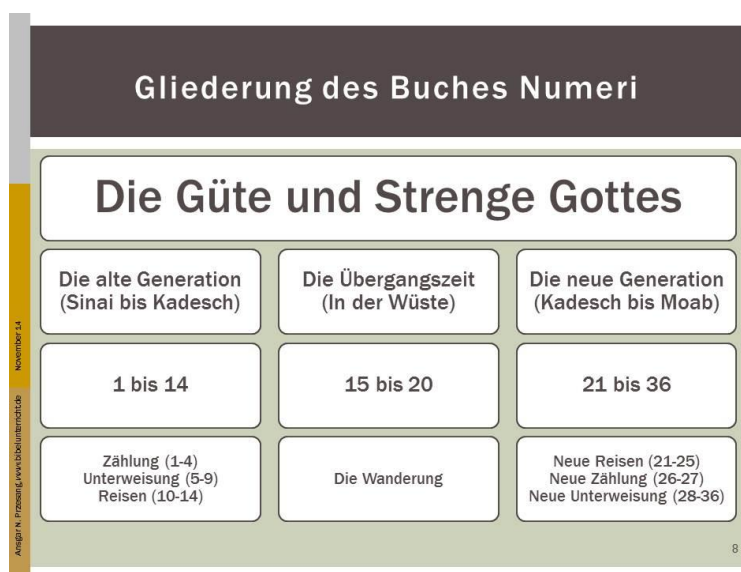 Gliederung des Buches Numeri
Die Güte und Strenge Gottes
Die alte Generation
(Sinai bis Kadesch)
Die Übergangszeit
(In der Wüste)
Die neue Generation
(Kadesch bis Moab)
1 bis 14
15 bis 20
21 bis 36
Zählung (1-4)
Unterweisung (5-9)
Reisen (10-14)
Die Wanderung
Neue Reisen (21-25)
Neue Zählung (26-27)
Neue Unterweisung (28-36)
November 14
Ansgar N. Przesang, www.bibelunterricht.de
8